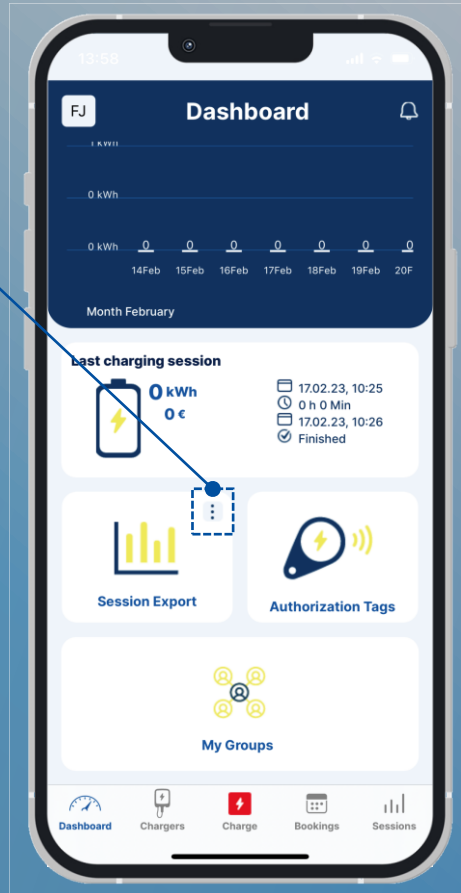 13:58
FJ
Dashboard
1 kWh
0 kWh
0 kWh
0 0 0 0 0 0 0
14Feb 15Feb 16Feb 17Feb 18Feb 19Feb 20F
Month February
Last charging session
0 kWh
0 €
17.02.23, 10:25
0 h 0 Min
17.02.23, 10:26
Finished
Session Export
Authorization Tags
My Groups
Dashboard Chargers Charge Bookings Sessions